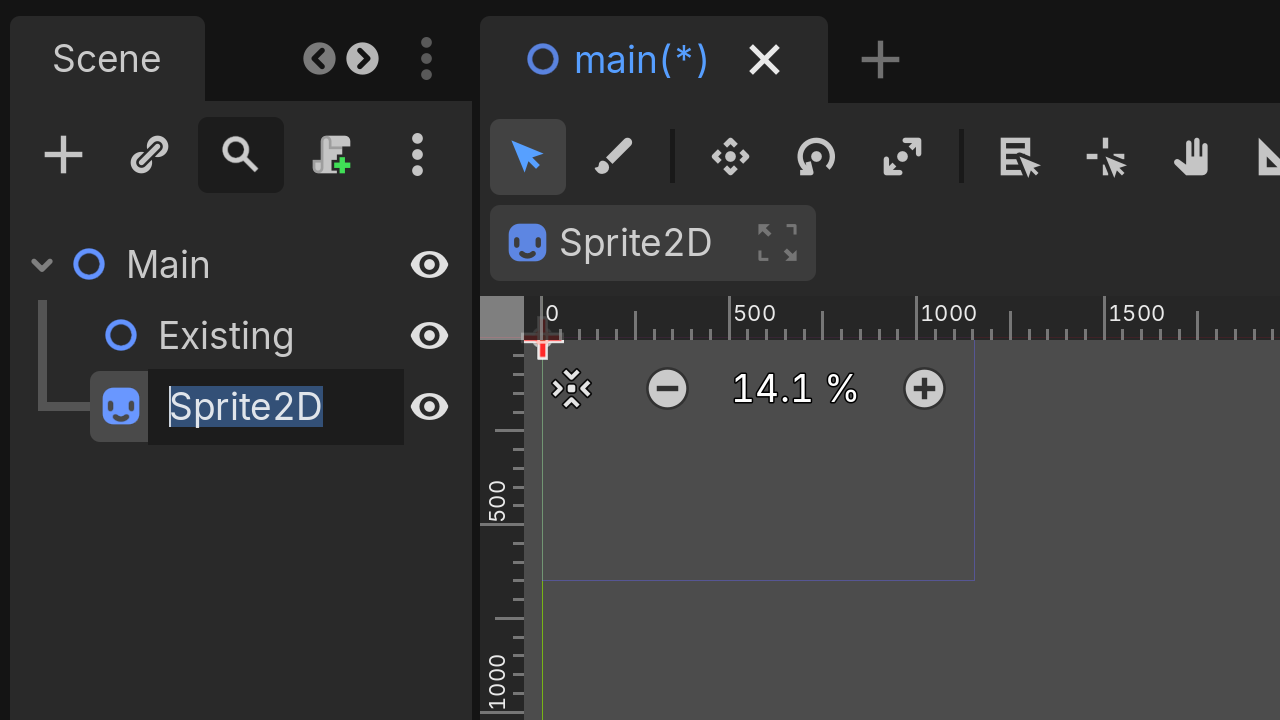 Scene
main(*)
Sprite2D
Main
Existing
Sprite2D
0
500
1000
1500
14.1 %
500
1000